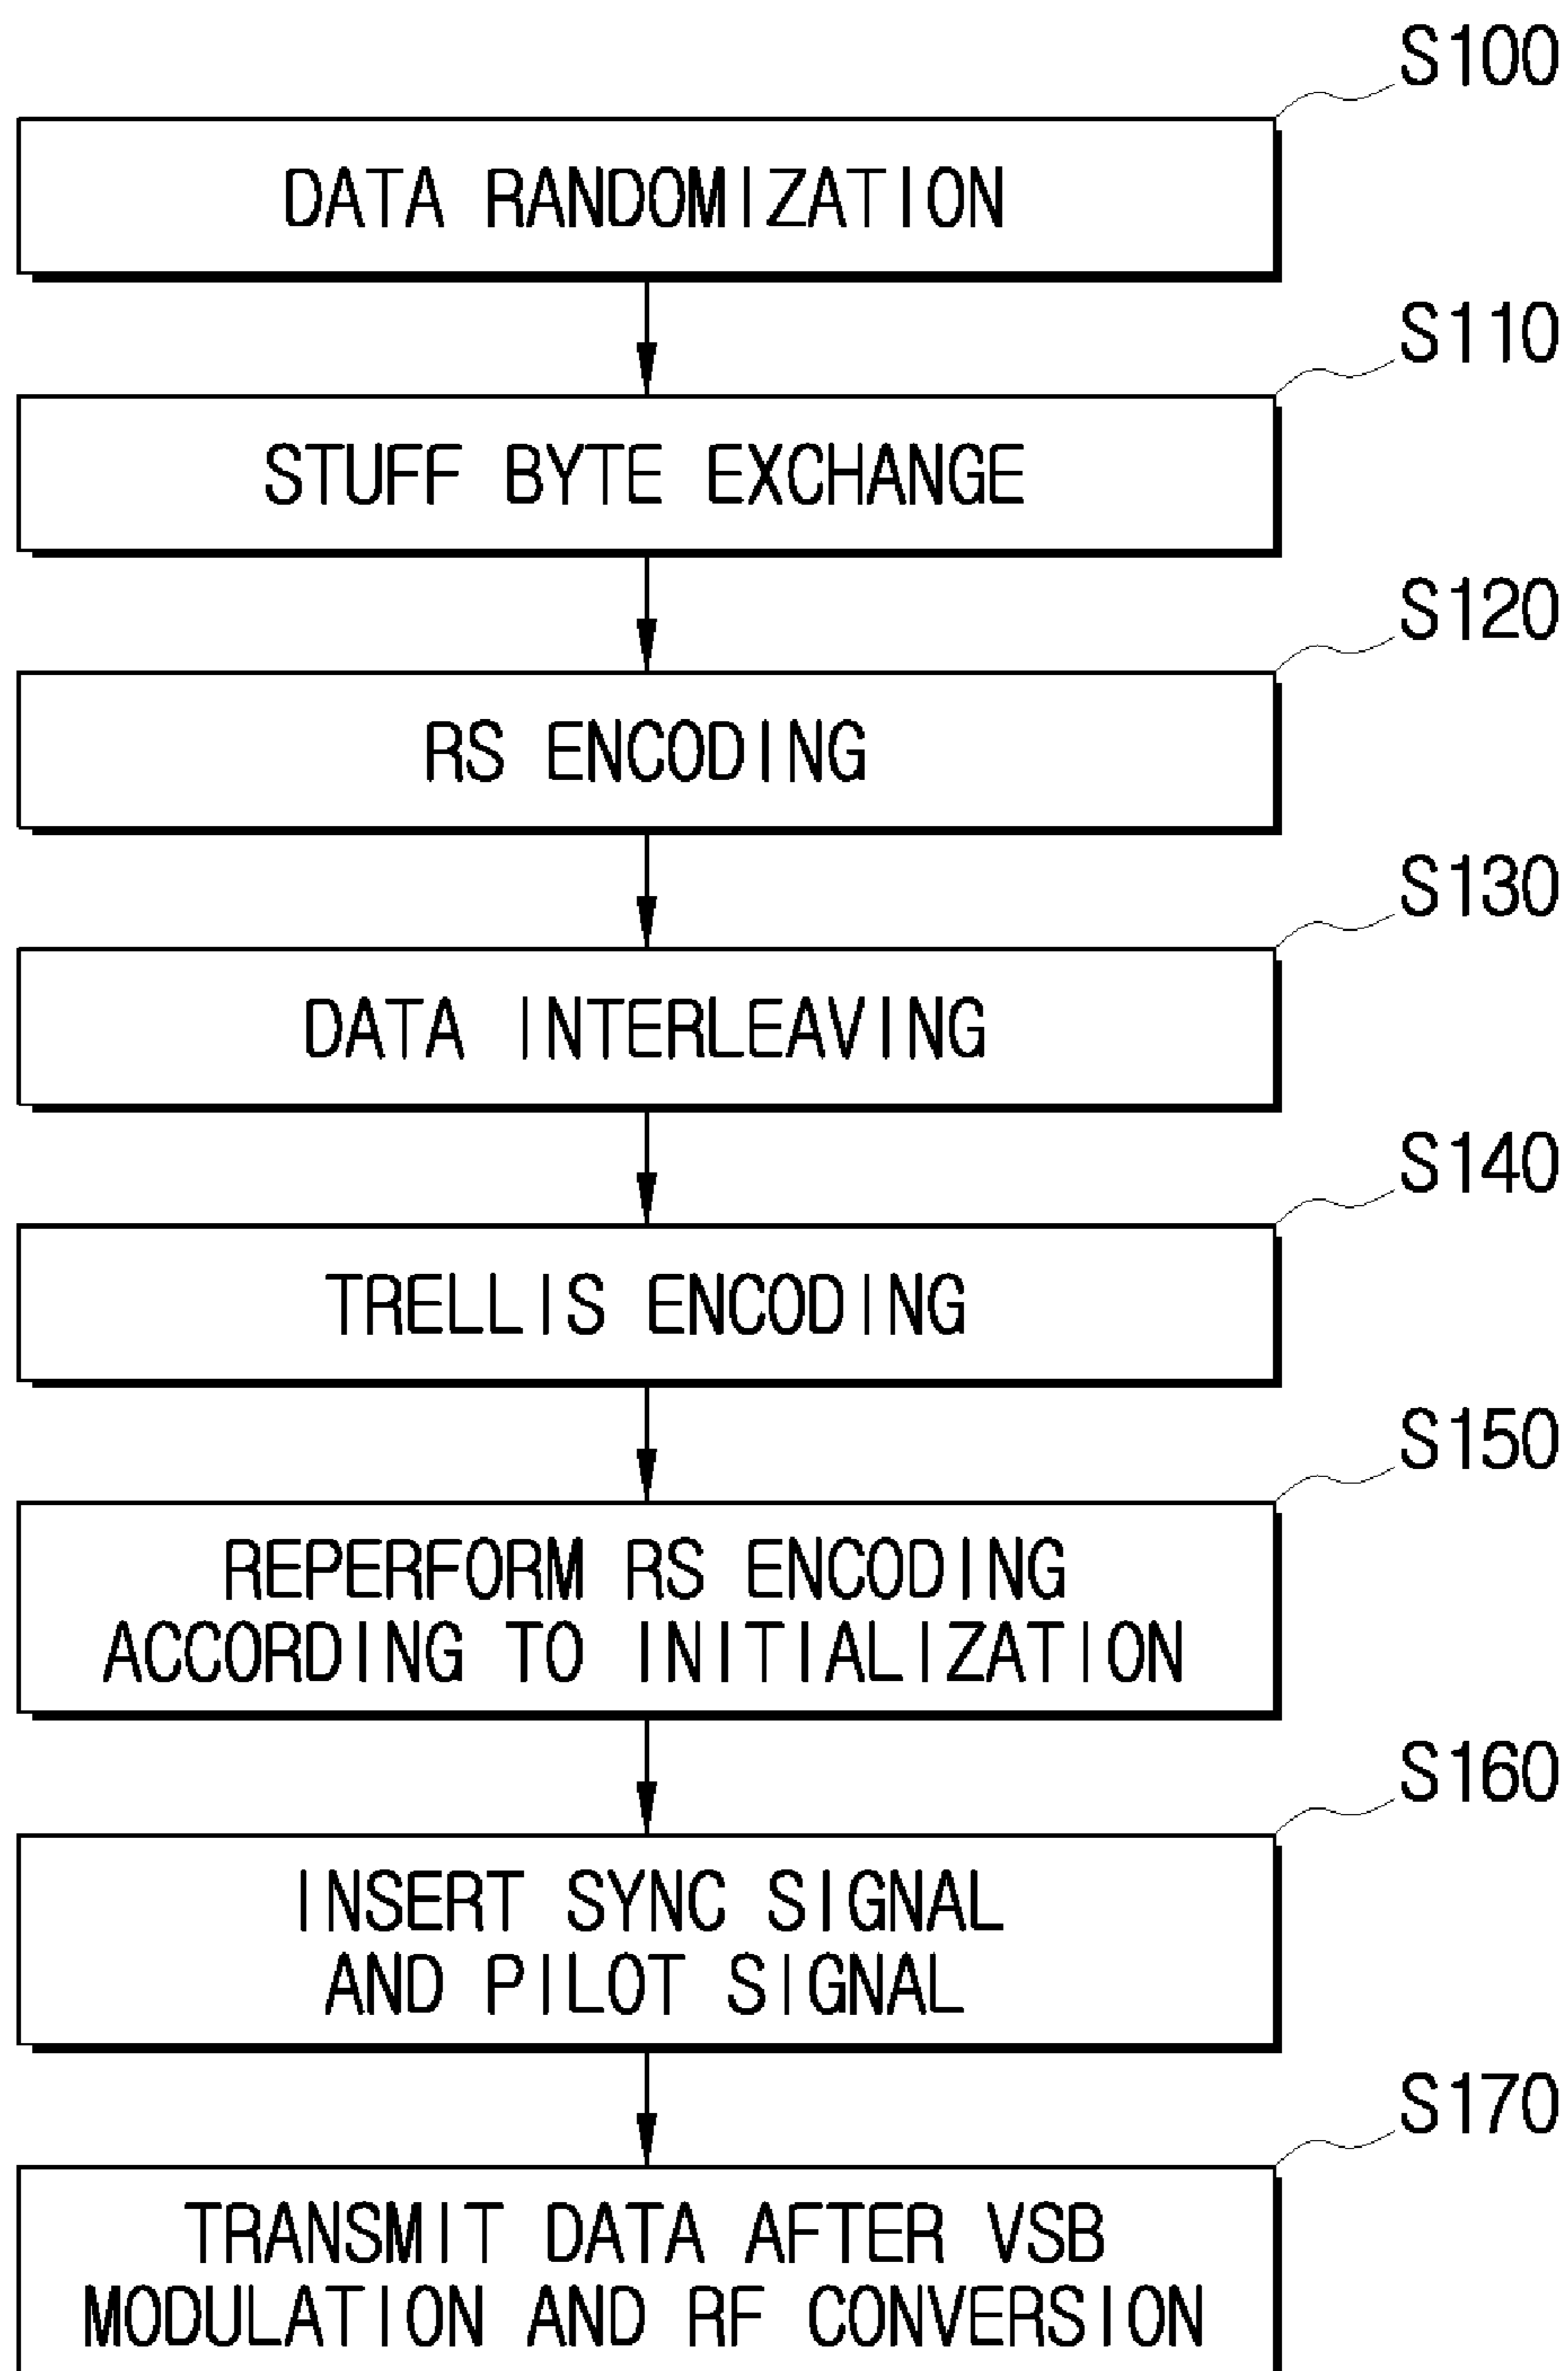 S100
DATA RANDOMIZATION
S110
STUFF BYTE EXCHANGE
S120
RS ENCODING
S130
DATA INTERLEAVING
S140
TRELLIS ENCODING
S150
REPERFORM RS ENCODING
ACCORDING TO INITIALIZATION
S160
INSERT SYNC SIGNAL
AND PILOT SIGNAL
S170
TRANSMIT DATA AFTER VSB
MODULATION AND RF CONVERSION